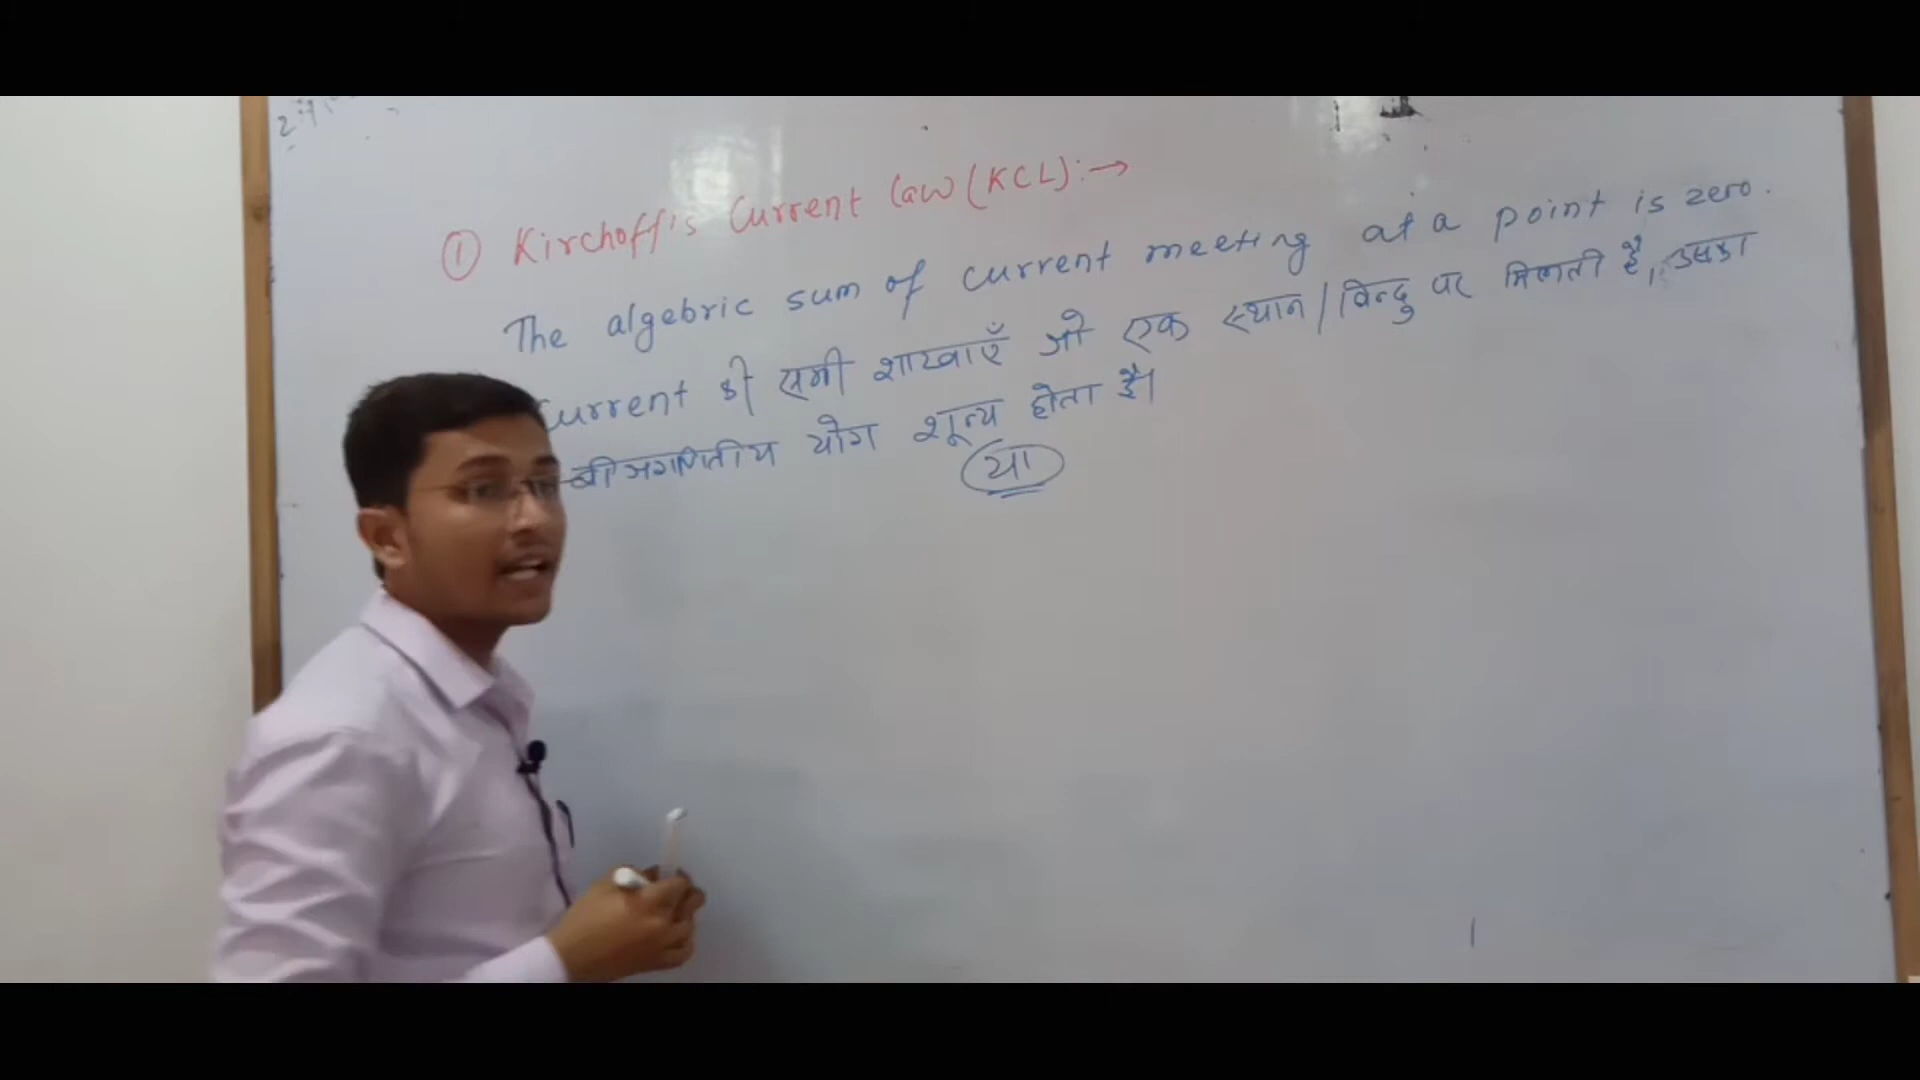 ① Kirchoff's Current law (KCL):→
The algebric sum of current meeting at a point is zero.
Current की सभी शाखाएँ जो एक स्थान/विन्दु पर मिलती है, उसका
बीजगणितीय योग शून्य होता है।
या